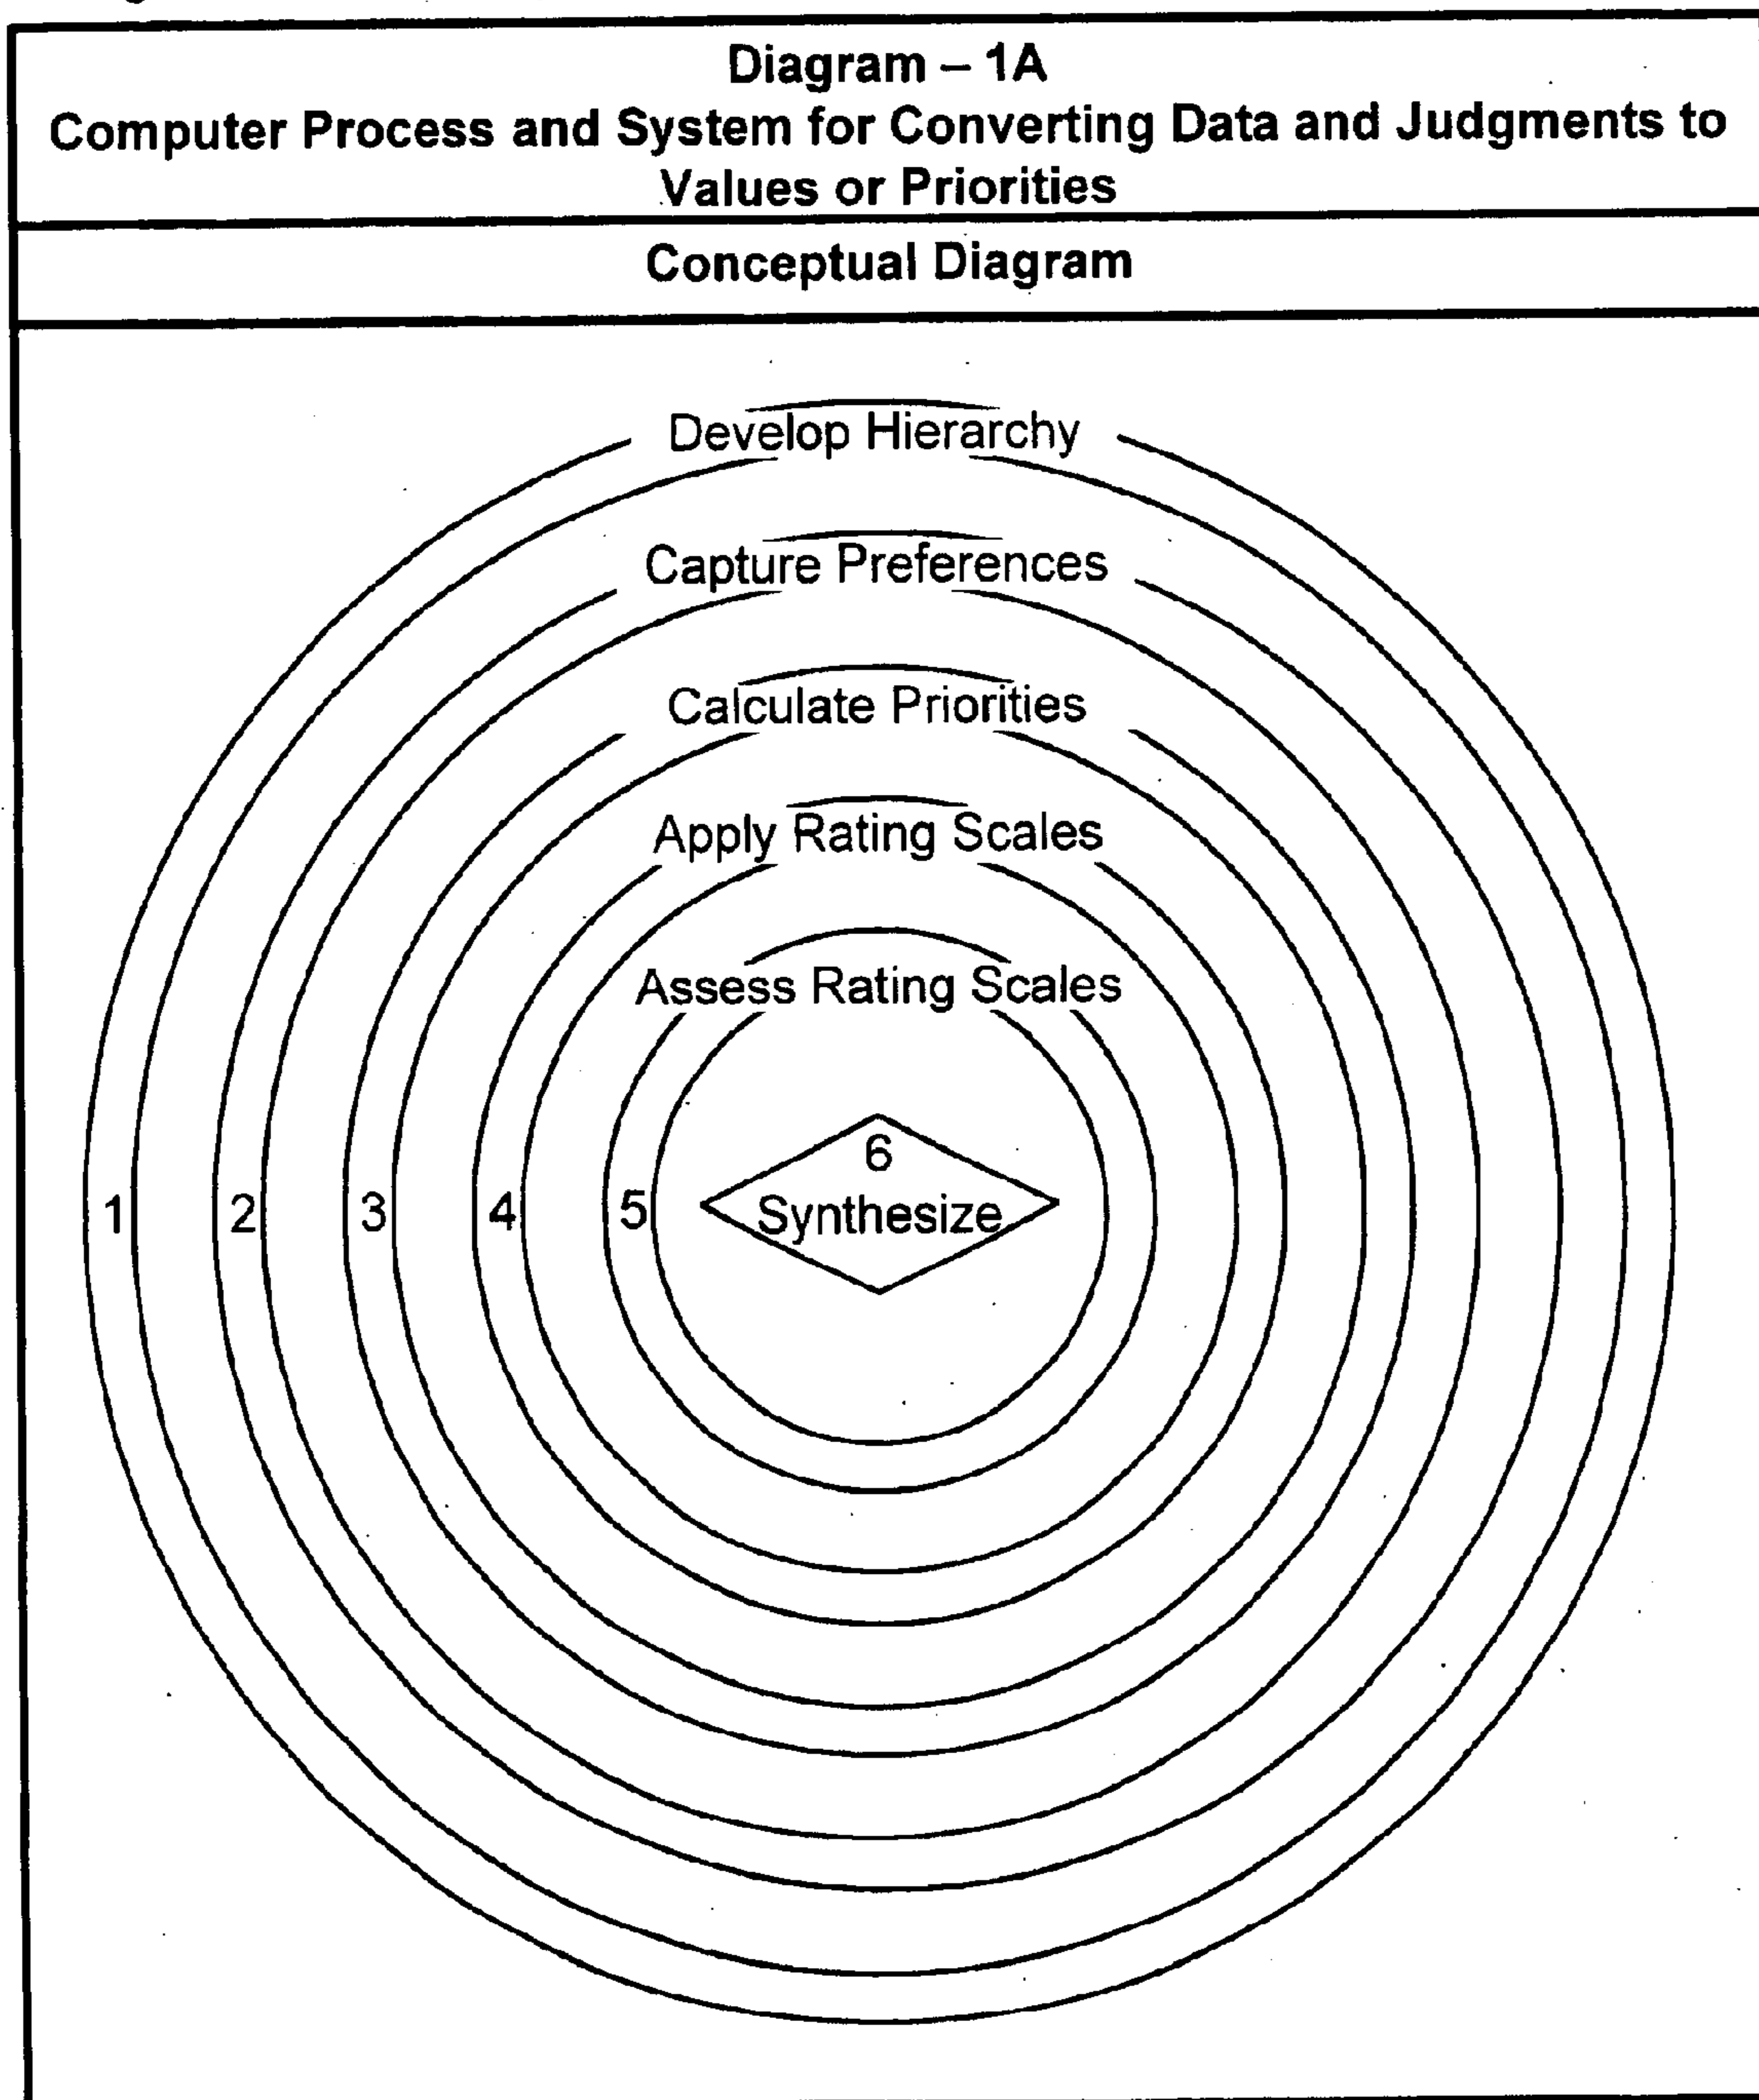 Diagram – 1A
Computer Process and System for Converting Data and Judgments to
Values or Priorities
Conceptual Diagram
Develop Hierarchy
Capture Preferences
Calculate Priorities
Apply Rating Scales
Assess Rating Scales
6
1 2 3 4 5 Synthesize